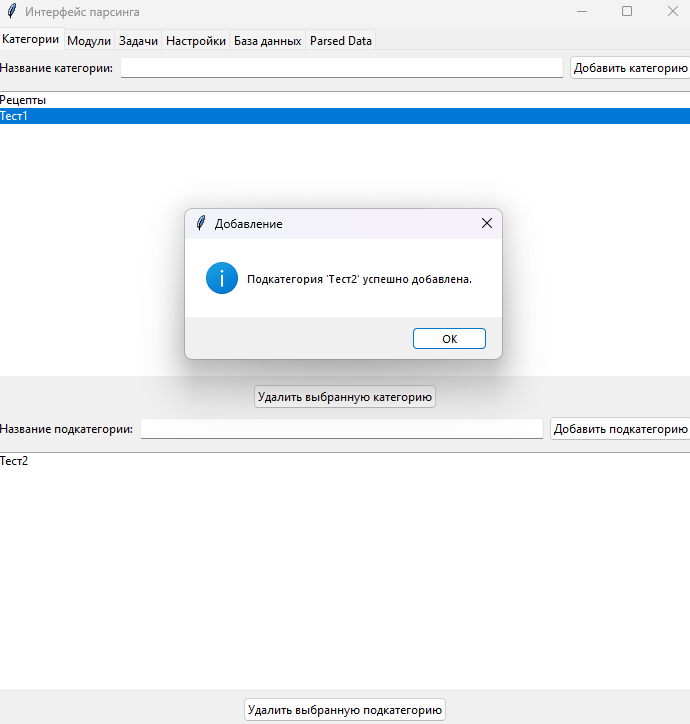 Интерфейс парсинга
Категории Модули Задачи Настройки База данных Parsed Data
Название категории: Добавить категорию
Рецепты
Тест1
Добавление
Подкатегория 'Тест2' успешно добавлена.
ОК
Удалить выбранную категорию
Название подкатегории: Добавить подкатегорию
Тест2
Удалить выбранную подкатегорию